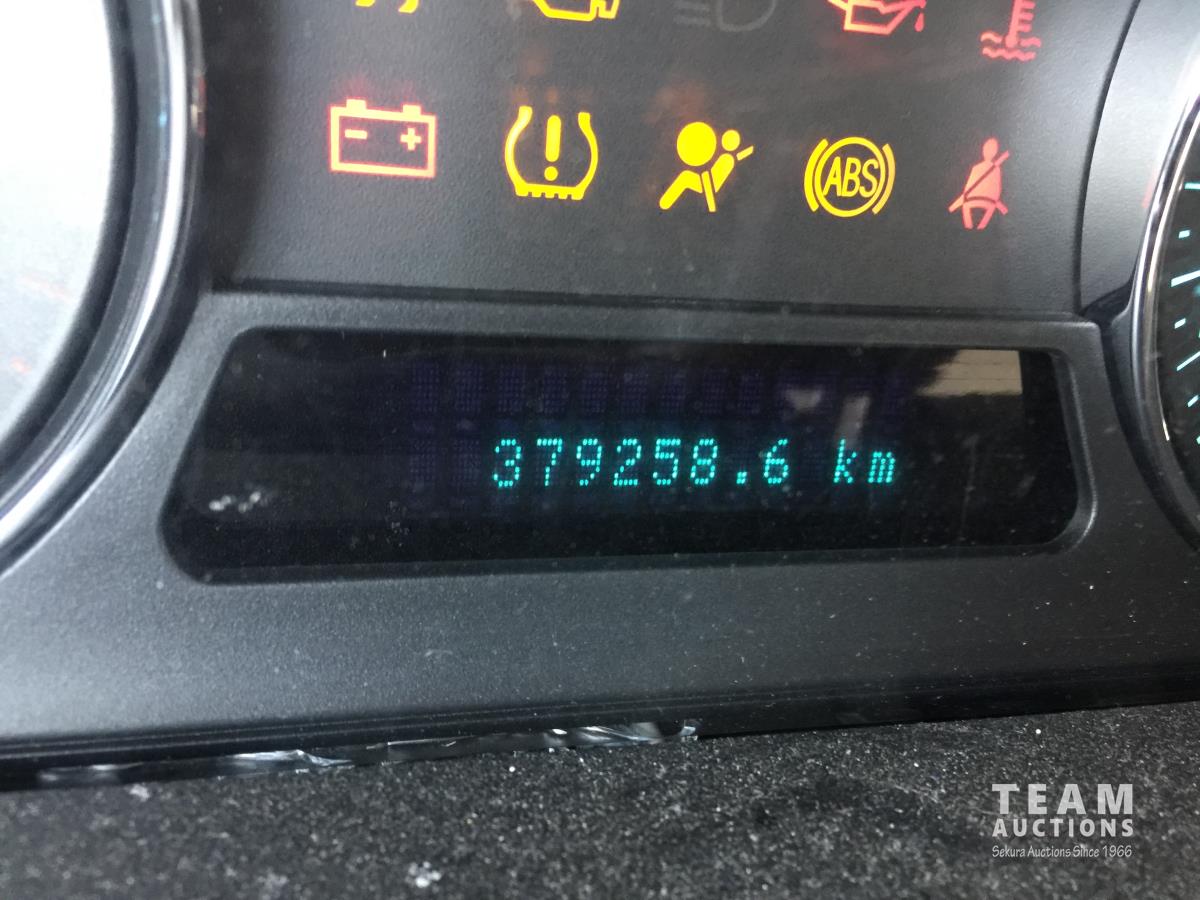 ABS
379258.6 km
TEAM
AUCTIONS
Sekura Auctions Since 1966